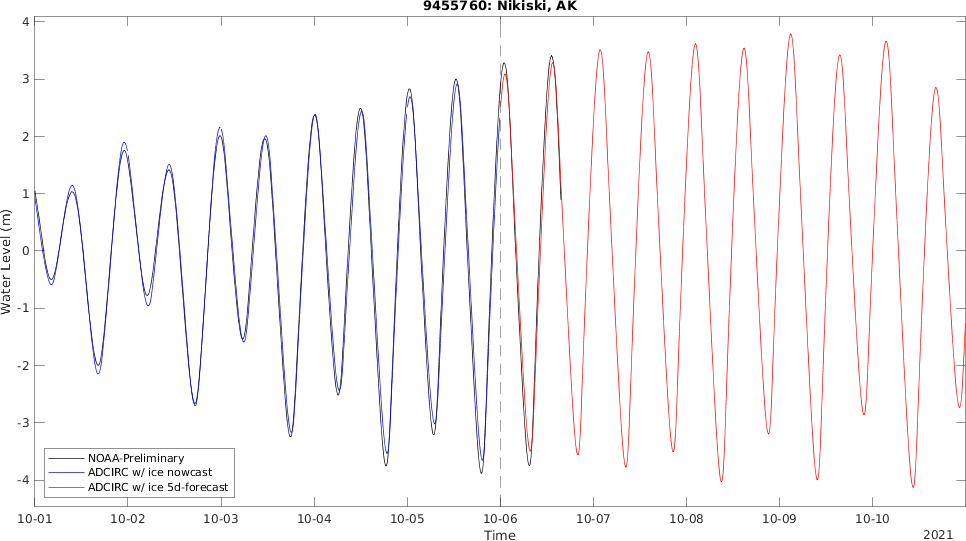 9455760: Nikiski, AK
4
3
2
1
0
-1
-2
-3
-4
Water Level (m)
NOAA-Preliminary
ADCIRC w/ ice nowcast
ADCIRC w/ ice 5d-forecast
10-01 10-02 10-03 10-04 10-05 10-06 10-07 10-08 10-09 10-10
Time
2021